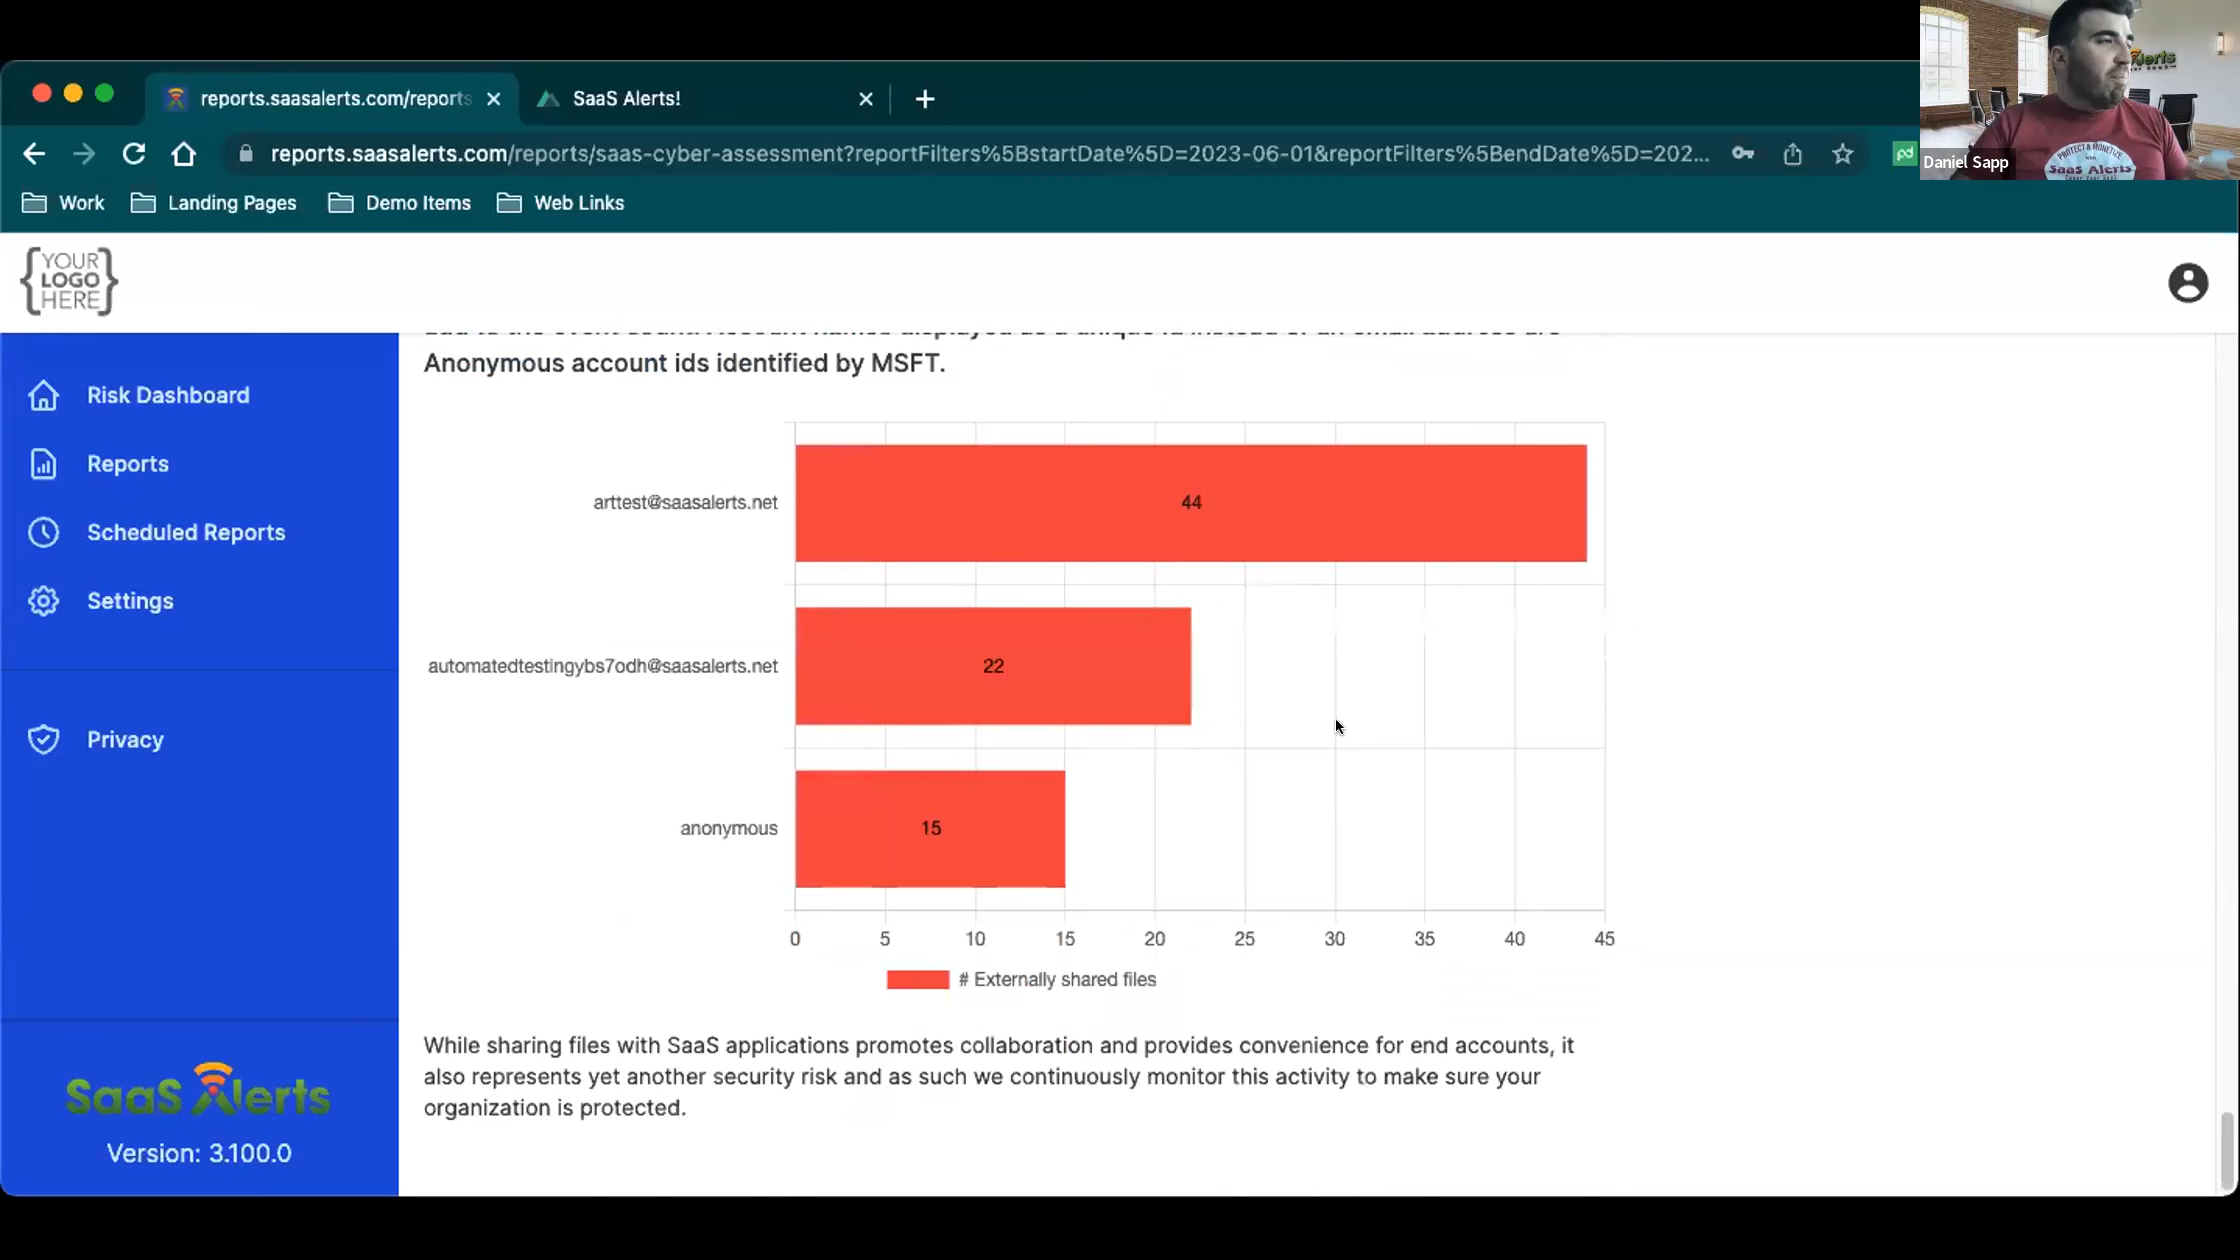 reports.saasalerts.com/reports
SaaS Alerts!
reports.saasalerts.com/reports/saas-cyber-assessment?reportFilters%5BstartDate%5D=2023-06-01&reportFilters%5BendDate%5D=202...
Work
Landing Pages
Demo Items
Web Links
PROTECT & MONETIZE
SaaS Alerts
Daniel Sapp
{YOUR
LOGO
HERE}
Risk Dashboard
Reports
Scheduled Reports
Settings
Privacy
SaaS Alerts
Version: 3.100.0
Anonymous account ids identified by MSFT.
arttest@saasalerts.net
44
automatedtestingybs7odh@saasalerts.net
22
anonymous
15
0 5 10 15 20 25 30 35 40 45
# Externally shared files
While sharing files with SaaS applications promotes collaboration and provides convenience for end accounts, it
also represents yet another security risk and as such we continuously monitor this activity to make sure your
organization is protected.